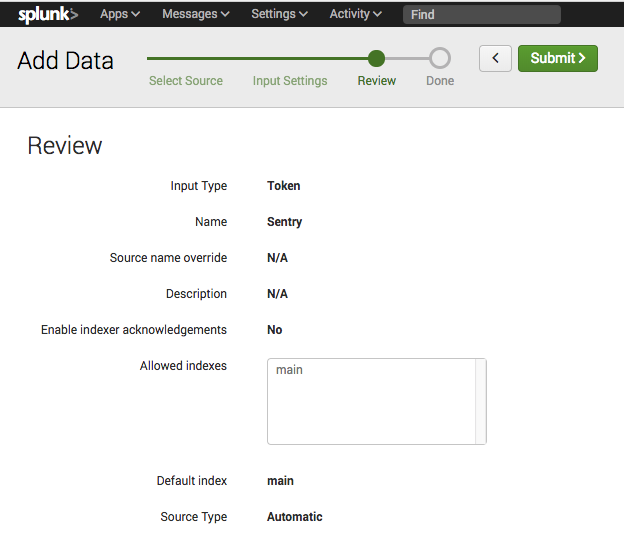 splunk> Apps Messages Settings Activity Find
Add Data
Select Source Input Settings Review Done
< Submit >
Review
Input Type Token
Name Sentry
Source name override N/A
Description N/A
Enable indexer acknowledgements No
Allowed indexes main
Default index main
Source Type Automatic